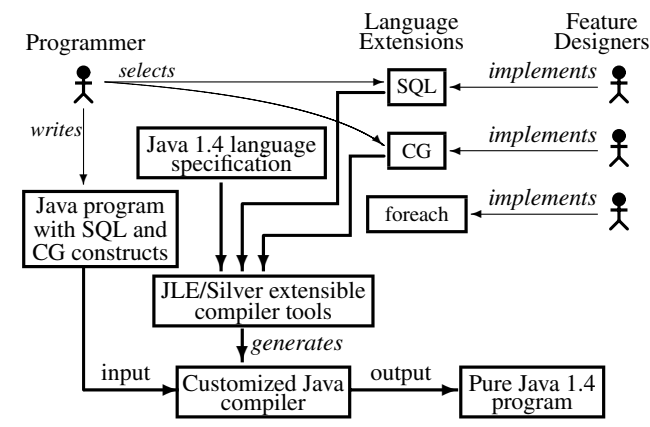 Programmer
Language
Extensions
Feature
Designers
selects
SQL
implements
writes
Java 1.4 language
specification
CG
implements
Java program
with SQL and
CG constructs
foreach
implements
JLE/Silver extensible
compiler tools
generates
input
Customized Java
compiler
output
Pure Java 1.4
program